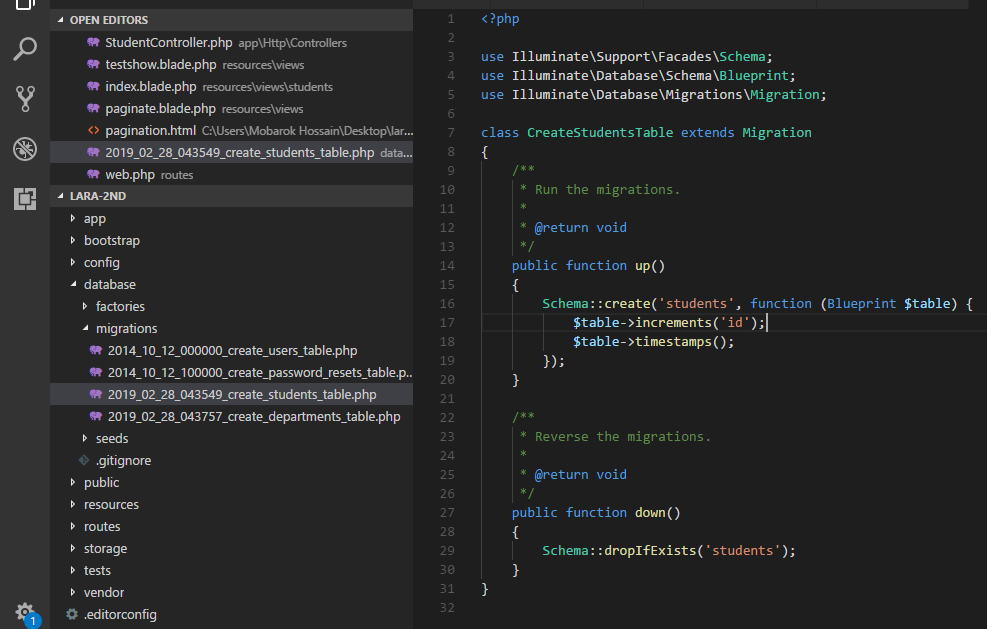 OPEN EDITORS
StudentController.php app\Http\Controllers
testshow.blade.php resources\views
index.blade.php resources\views\students
paginate.blade.php resources\views
pagination.html C:\Users\Mobarok Hossain\Desktop\lar...
2019_02_28_043549_create_students_table.php data...
web.php routes
LARA-2ND
app
bootstrap
config
database
factories
migrations
2014_10_12_000000_create_users_table.php
2014_10_12_100000_create_password_resets_table.p...
2019_02_28_043549_create_students_table.php
2019_02_28_043757_create_departments_table.php
seeds
.gitignore
public
resources
routes
storage
tests
vendor
.editorconfig
1
1 <?php
2
3 use Illuminate\Support\Facades\Schema;
4 use Illuminate\Database\Schema\Blueprint;
5 use Illuminate\Database\Migrations\Migration;
6
7 class CreateStudentsTable extends Migration
8 {
9 /**
10 * Run the migrations.
11 *
12 * @return void
13 */
14 public function up()
15 {
16 Schema::create('students', function (Blueprint $table) {
17 $table->increments('id');
18 $table->timestamps();
19 });
20 }
21
22 /**
23 * Reverse the migrations.
24 *
25 * @return void
26 */
27 public function down()
28 {
29 Schema::dropIfExists('students');
30 }
31 }
32